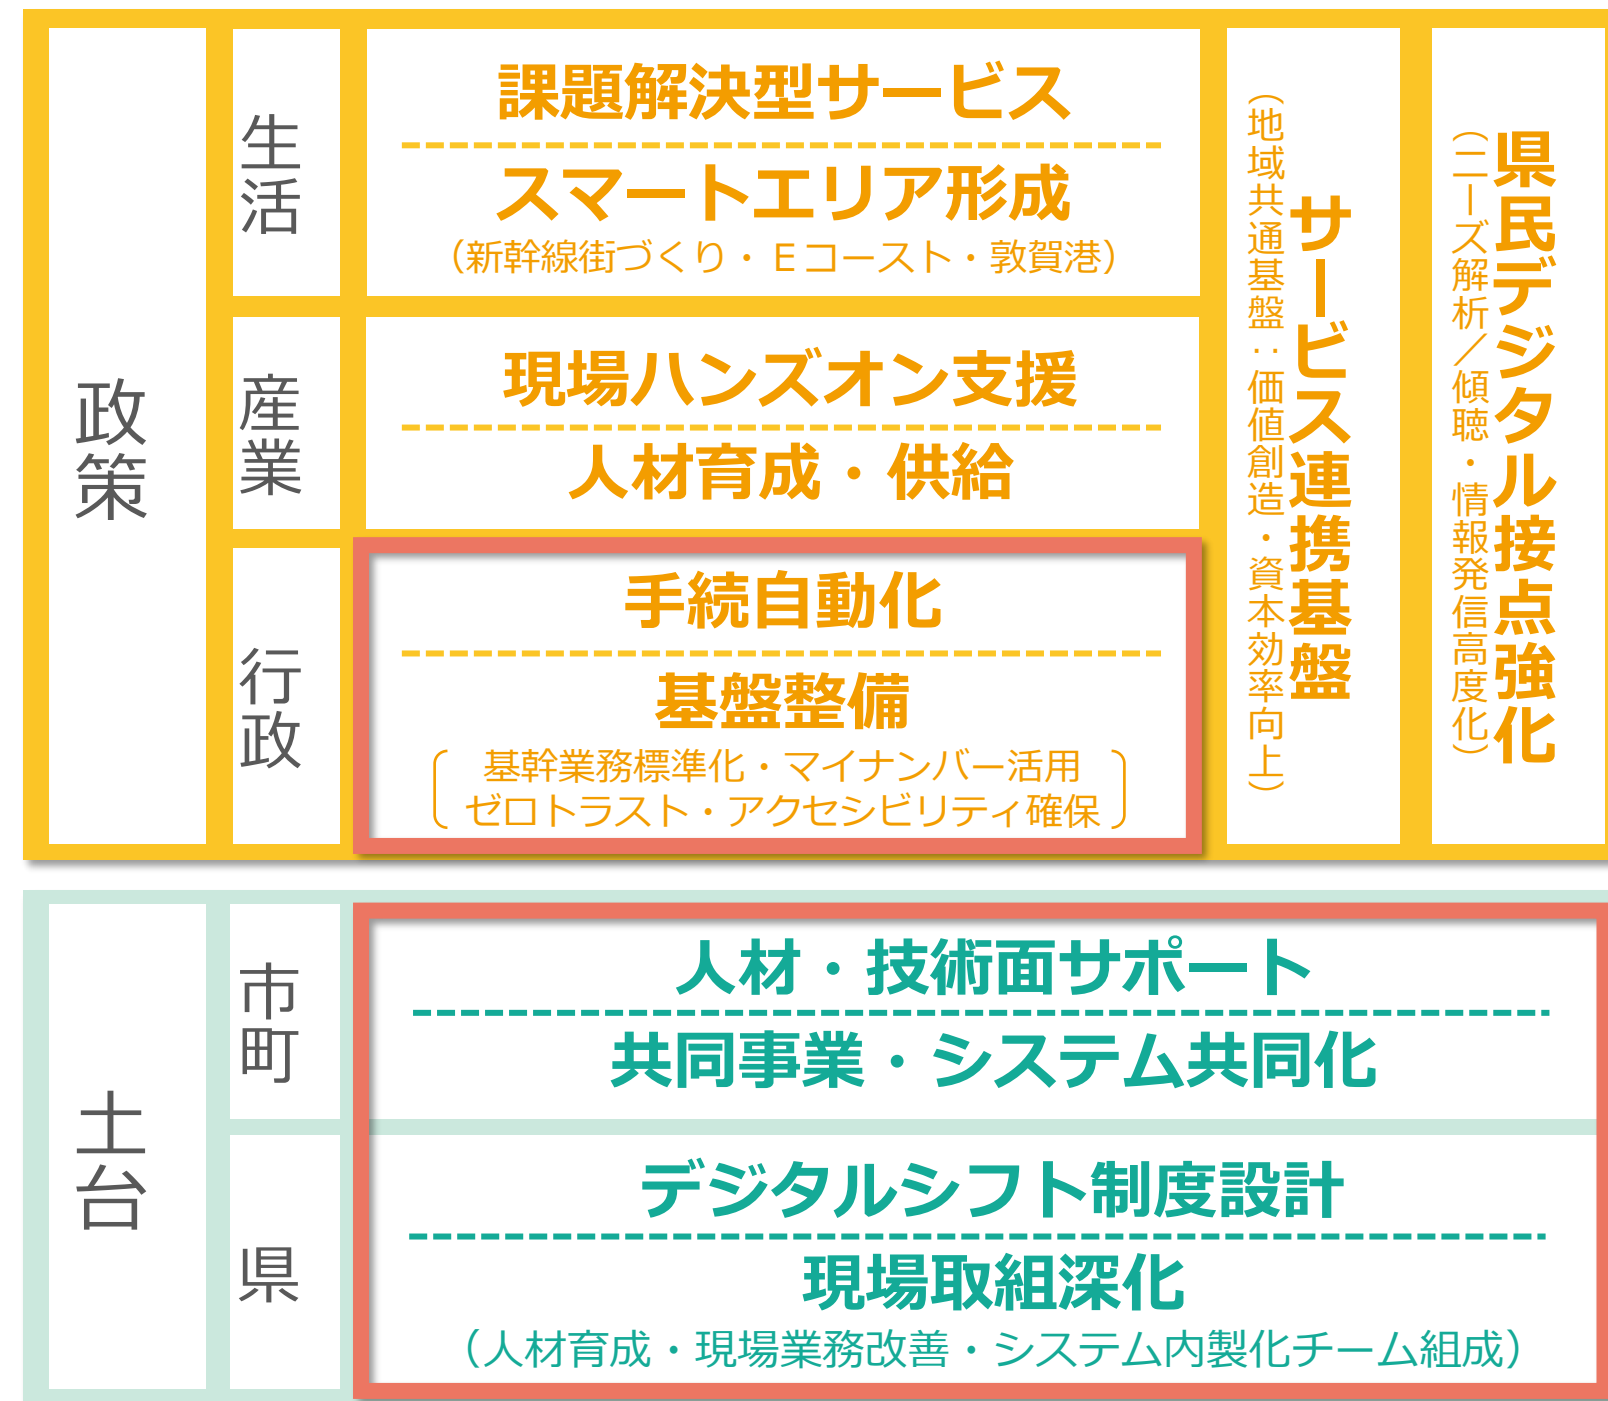 政策
生活
課題解決型サービス
スマートエリア形成
（新幹線街づくり・Ｅコースト・敦賀港）
産業
現場ハンズオン支援
人材育成・供給
行政
手続自動化
基盤整備
基幹業務標準化・マイナンバー活用
ゼロトラスト・アクセシビリティ確保
サービス連携基盤
（地域共通基盤：価値創造・資本効率向上）
県民デジタル接点強化
（ニーズ解析／傾聴・情報発信高度化）
土台
市町
人材・技術面サポート
共同事業・システム共同化
県
デジタルシフト制度設計
現場取組深化
（人材育成・現場業務改善・システム内製化チーム組成）